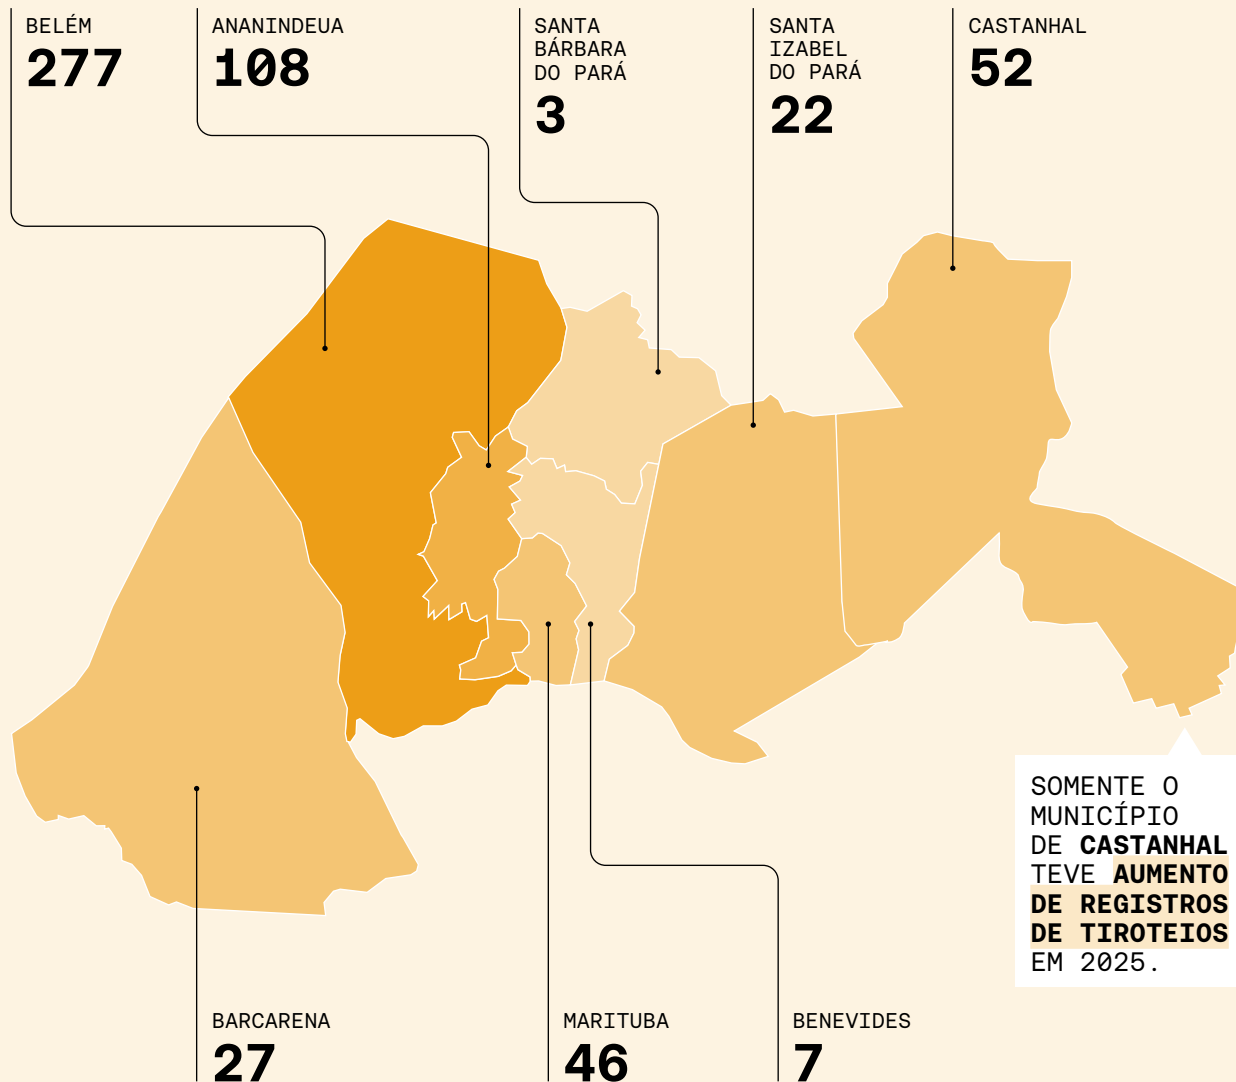 BELÉM
277
ANANINDEUA
108
SANTA
BÁRBARA
DO PARÁ
3
SANTA
IZABEL
DO PARÁ
22
CASTANHAL
52
SOMENTE O
MUNICÍPIO
DE CASTANHAL
TEVE AUMENTO
DE REGISTROS
DE TIROTEIOS
EM 2025.
BARCARENA
27
MARITUBA
46
BENEVIDES
7